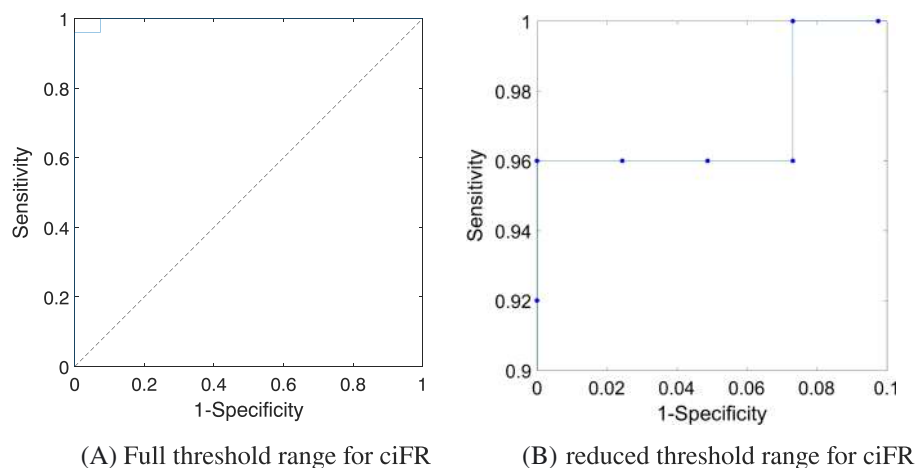 Sensitivity
1
0.8
0.6
0.4
0.2
0
0 0.2 0.4 0.6 0.8 1
1-Specificity
(A) Full threshold range for ciFR
Sensitivity
1
0.98
0.96
0.94
0.92
0.9
0 0.02 0.04 0.06 0.08 0.1
1-Specificity
(B) reduced threshold range for ciFR